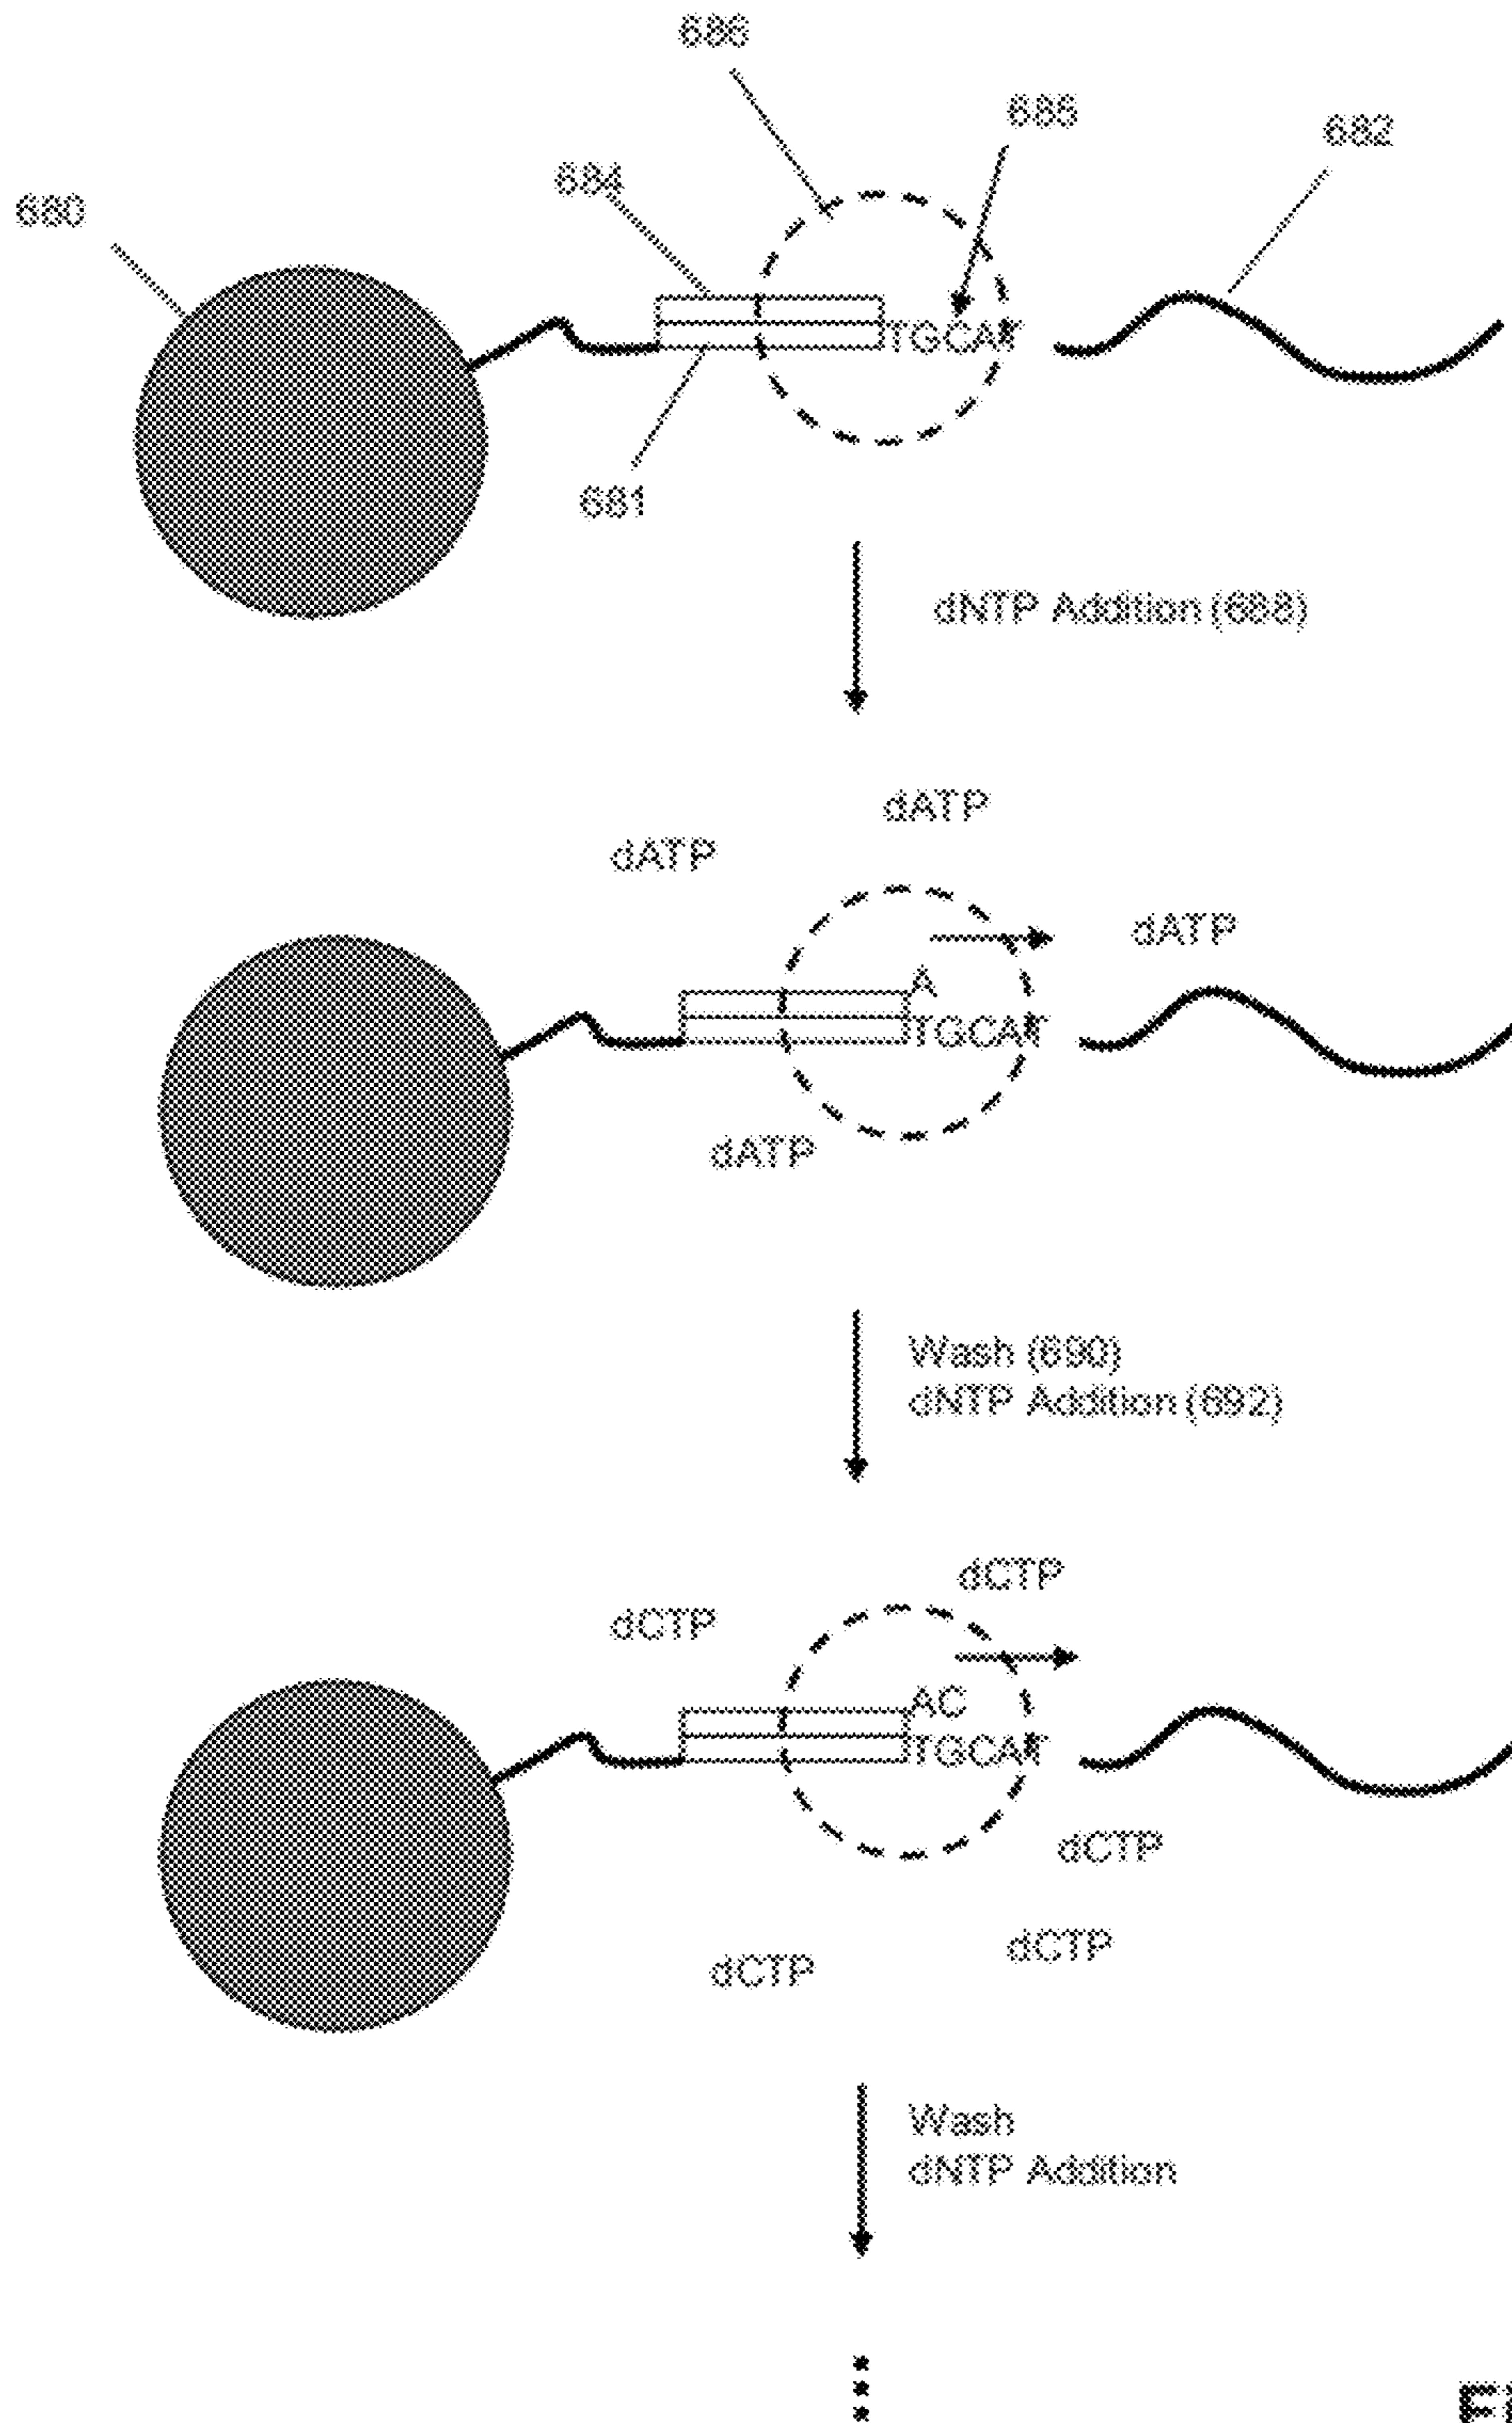 686
685
682
684
680
TGCAT
681
dNTP Addition (688)
dATP
dATP
dATP
A
TGCAT
dATP
Wash (690)
dNTP Addition (692)
dCTP
dCTP
AC
TGCAT
dCTP
dCTP
dCTP
Wash
dNTP Addition